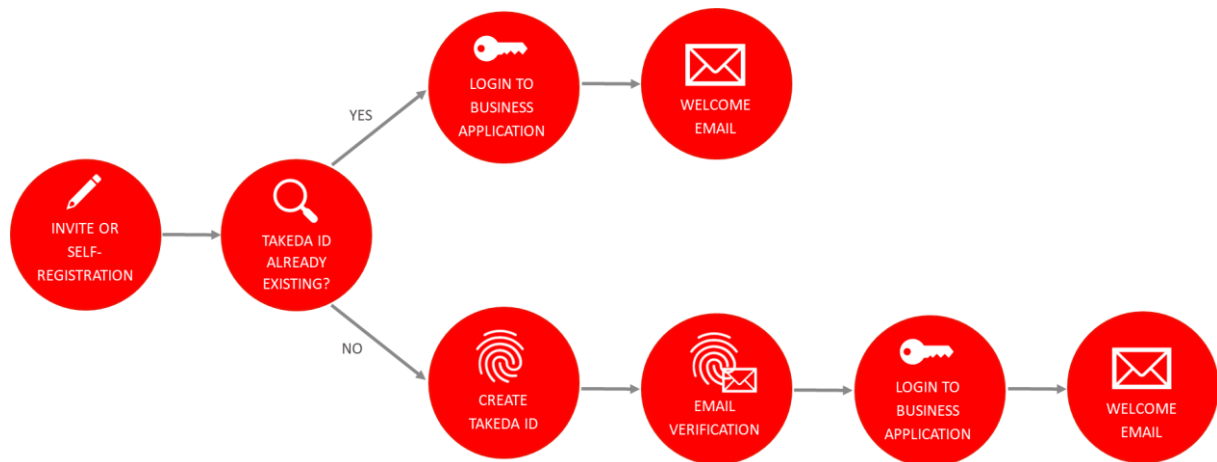 LOGIN TO
BUSINESS
APPLICATION
WELCOME
EMAIL
YES
INVITE OR
SELF-
REGISTRATION
TAKEDA ID
ALREADY
EXISTING?
NO
CREATE
TAKEDA ID
EMAIL
VERIFICATION
LOGIN TO
BUSINESS
APPLICATION
WELCOME
EMAIL